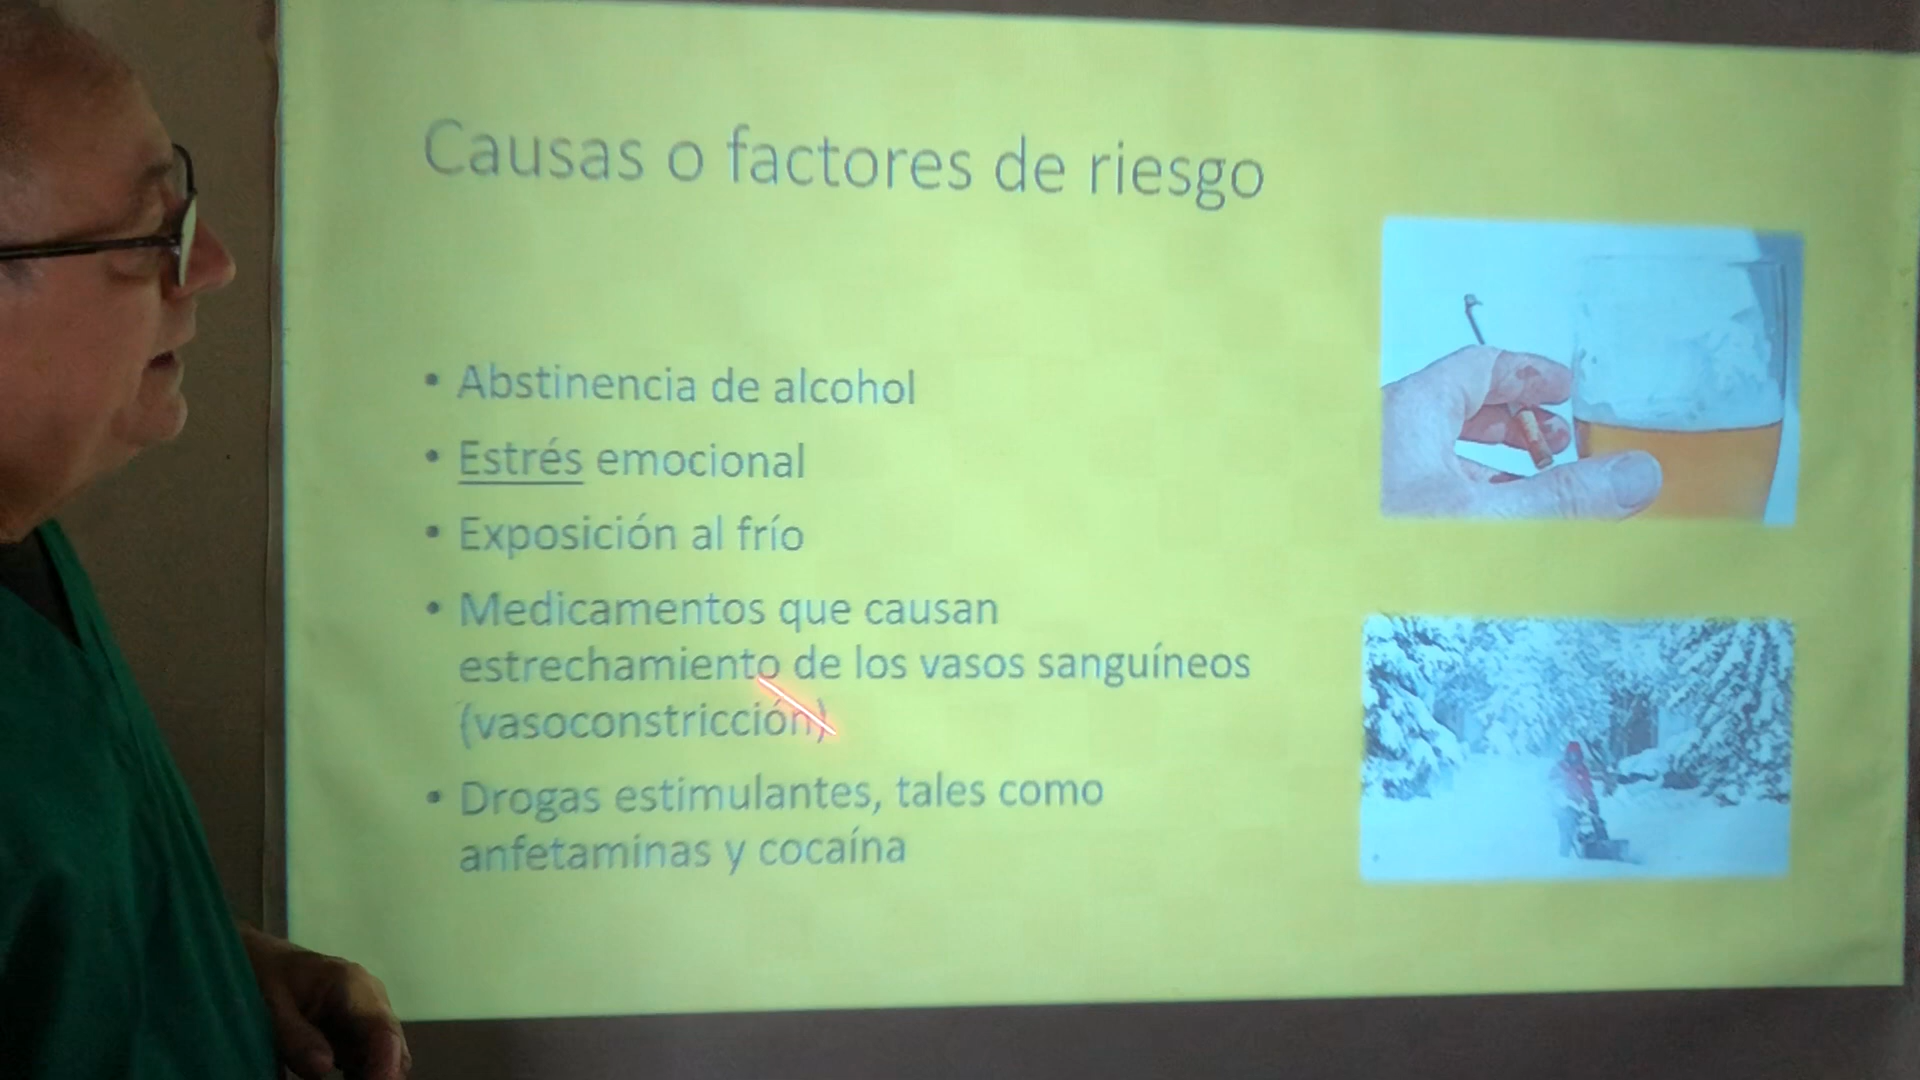 Causas o factores de riesgo
• Abstinencia de alcohol
• Estrés emocional
• Exposición al frío
• Medicamentos que causan
estrechamiento de los vasos sanguíneos
(vasoconstricción)
• Drogas estimulantes, tales como
anfetaminas y cocaína